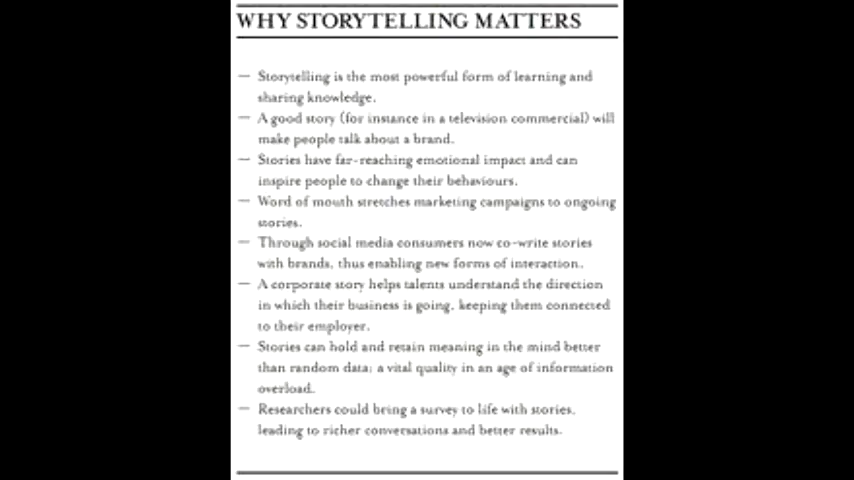 WHY STORYTELLING MATTERS
— Storytelling is the most powerful form of learning and
sharing knowledge.
— A good story (for instance in a television commercial) will
make people talk about a brand.
— Stories have far-reaching emotional impact and can
inspire people to change their behaviours.
— Word of mouth stretches marketing campaigns to ongoing
stories.
— Through social media consumers now co-write stories
with brands, thus enabling new forms of interaction.
— A corporate story helps talents understand the direction
in which their business is going, keeping them connected
to their employer.
— Stories can hold and retain meaning in the mind better
than random data; a vital quality in an age of information
overload.
— Researchers could bring a survey to life with stories,
leading to richer conversations and better results.